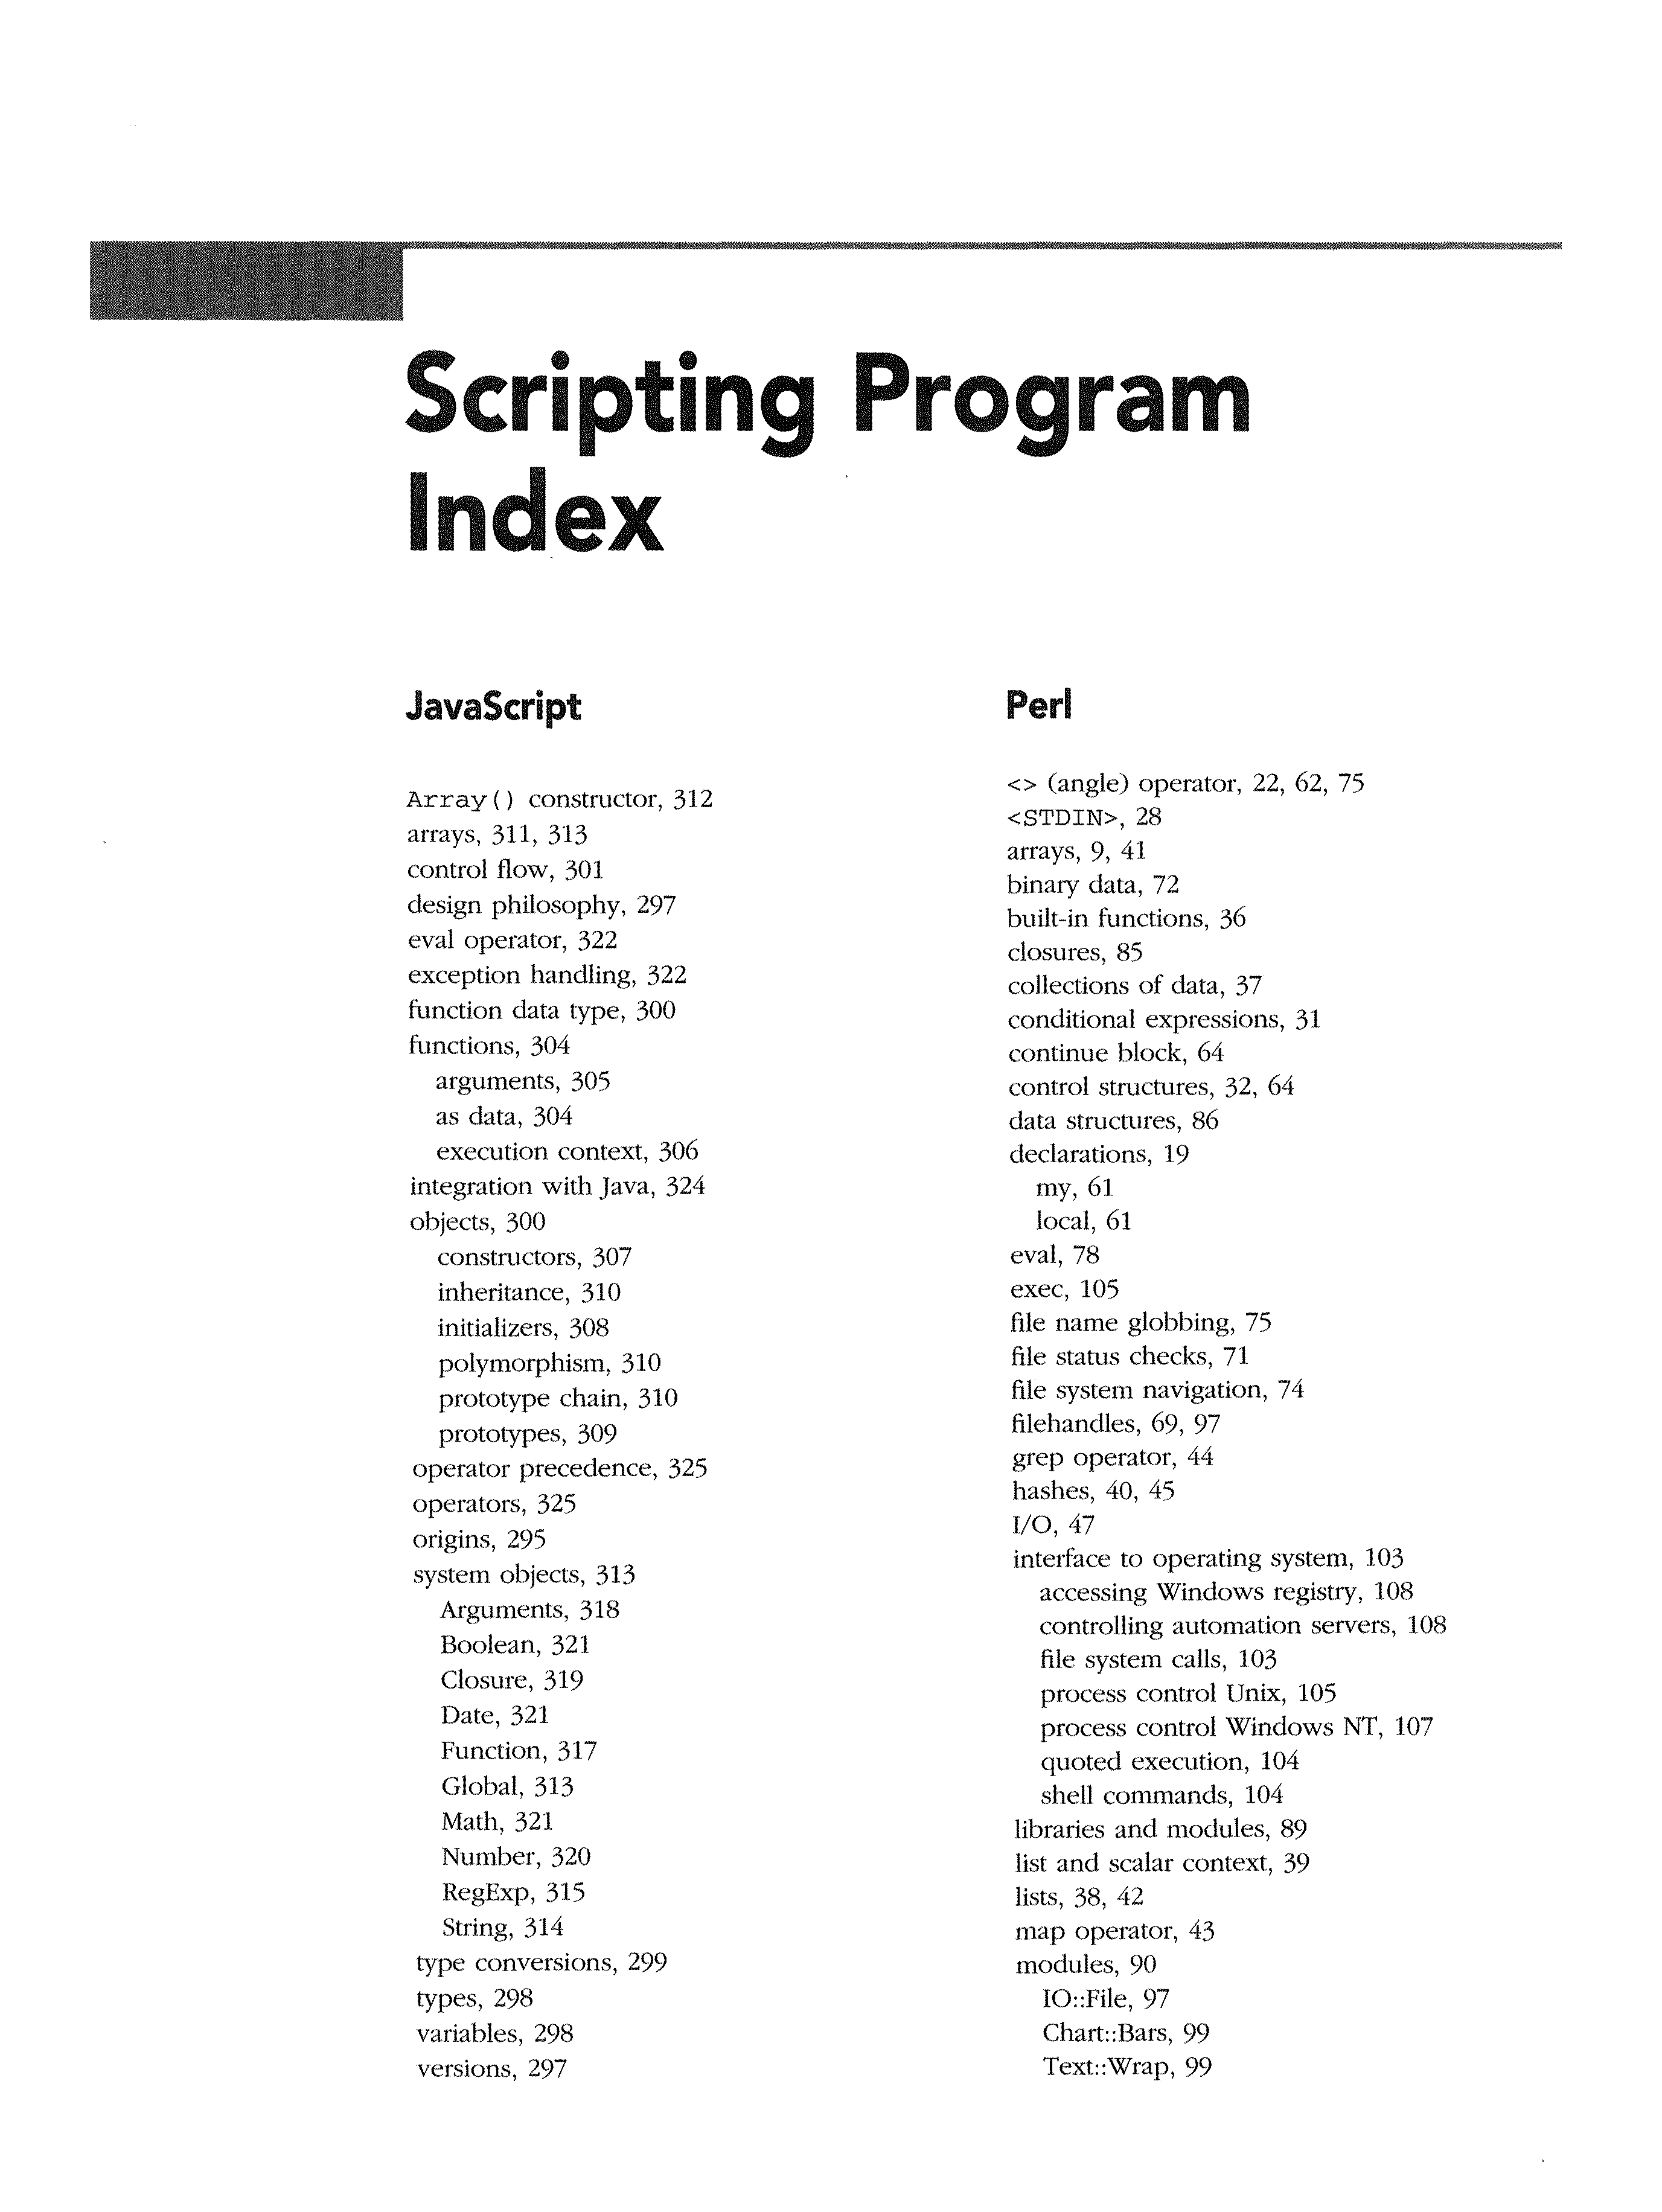 Scripting Program
Index
JavaScript
Array() constructor, 312
arrays, 311, 313
control flow, 301
design philosophy, 297
eval operator, 322
exception handling, 322
function data type, 300
functions, 304
arguments, 305
as data, 304
execution context, 306
integration with Java, 324
objects, 300
constructors, 307
inheritance, 310
initializers, 308
polymorphism, 310
prototype chain, 310
prototypes, 309
operator precedence, 325
operators, 325
origins, 295
system objects, 313
Arguments, 318
Boolean, 321
Closure, 319
Date, 321
Function, 317
Global, 313
Math, 321
Number, 320
RegExp, 315
String, 314
type conversions, 299
types, 298
variables, 298
versions, 297
Perl
<> (angle) operator, 22, 62, 75
<STDIN>, 28
arrays, 9, 41
binary data, 72
built-in functions, 36
closures, 85
collections of data, 37
conditional expressions, 31
continue block, 64
control structures, 32, 64
data structures, 86
declarations, 19
my, 61
local, 61
eval, 78
exec, 105
file name globbing, 75
file status checks, 71
file system navigation, 74
filehandles, 69, 97
grep operator, 44
hashes, 40, 45
I/O, 47
interface to operating system, 103
accessing Windows registry, 108
controlling automation servers, 108
file system calls, 103
process control Unix, 105
process control Windows NT, 107
quoted execution, 104
shell commands, 104
libraries and modules, 89
list and scalar context, 39
lists, 38, 42
map operator, 43
modules, 90
IO::File, 97
Chart::Bars, 99
Text::Wrap, 99